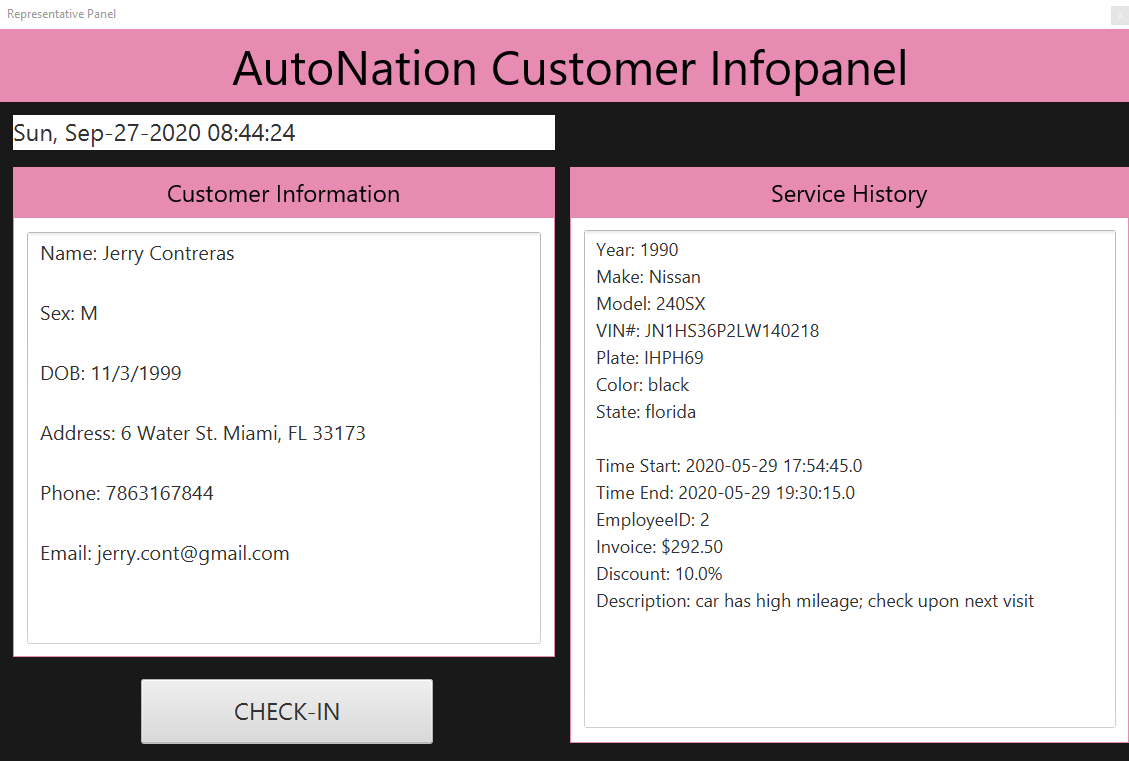 Representative Panel
AutoNation Customer Infopanel
Sun, Sep-27-2020 08:44:24
Customer Information
Name: Jerry Contreras
Sex: M
DOB: 11/3/1999
Address: 6 Water St. Miami, FL 33173
Phone: 7863167844
Email: jerry.cont@gmail.com
CHECK-IN
Service History
Year: 1990
Make: Nissan
Model: 240SX
VIN#: JN1HS36P2LW140218
Plate: IHPH69
Color: black
State: florida
Time Start: 2020-05-29 17:54:45.0
Time End: 2020-05-29 19:30:15.0
EmployeeID: 2
Invoice: $292.50
Discount: 10.0%
Description: car has high mileage; check upon next visit